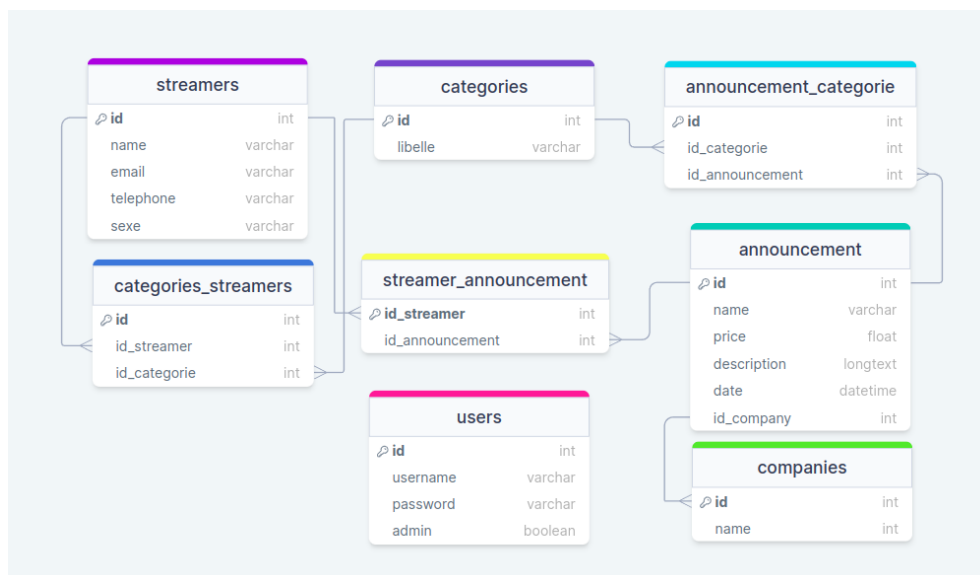 streamers
id int
name varchar
email varchar
telephone varchar
sexe varchar
categories
id int
libelle varchar
announcement_categorie
id int
id_categorie int
id_announcement int
categories_streamers
id int
id_streamer int
id_categorie int
streamer_announcement
id_streamer int
id_announcement int
announcement
id int
name varchar
price float
description longtext
date datetime
id_company int
users
id int
username varchar
password varchar
admin boolean
companies
id int
name int